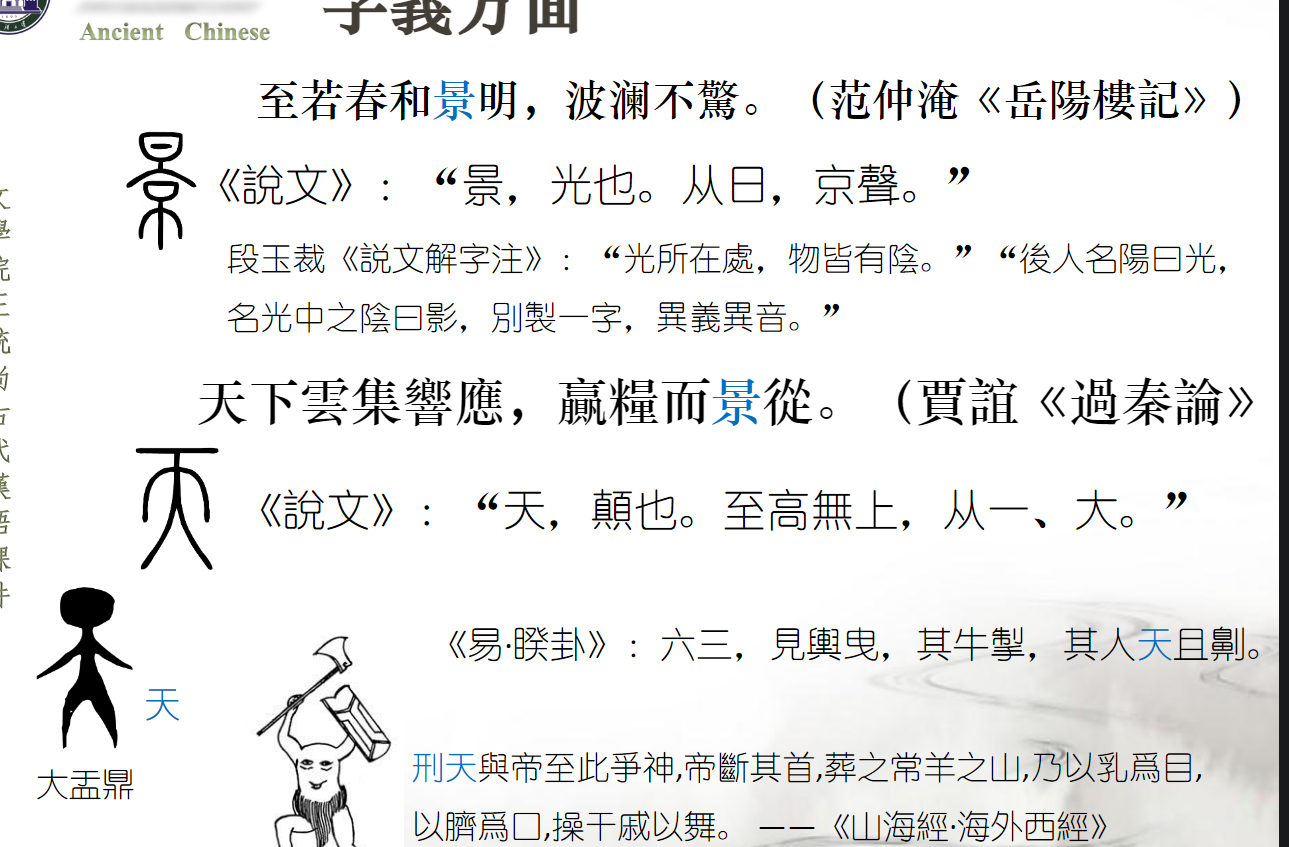 Ancient Chinese
字義方面
至若春和景明，波澜不驚。（范仲淹《岳陽樓記》）
《說文》：“景，光也。从日，京聲。”
段玉裁《説文解字注》：“光所在處，物皆有陰。”“後人名陽曰光，
名光中之陰曰影，別製一字，異義異音。”
天下雲集響應，贏糧而景從。（賈誼《過秦論》
《說文》：“天，顛也。至高無上，从一、大。”
《易·睽卦》：六三，見輿曳，其牛掣，其人天且劓。
天
大盂鼎
刑天與帝至此爭神,帝斷其首,葬之常羊之山,乃以乳爲目,
以臍爲口,操干戚以舞。 ——《山海經·海外西經》